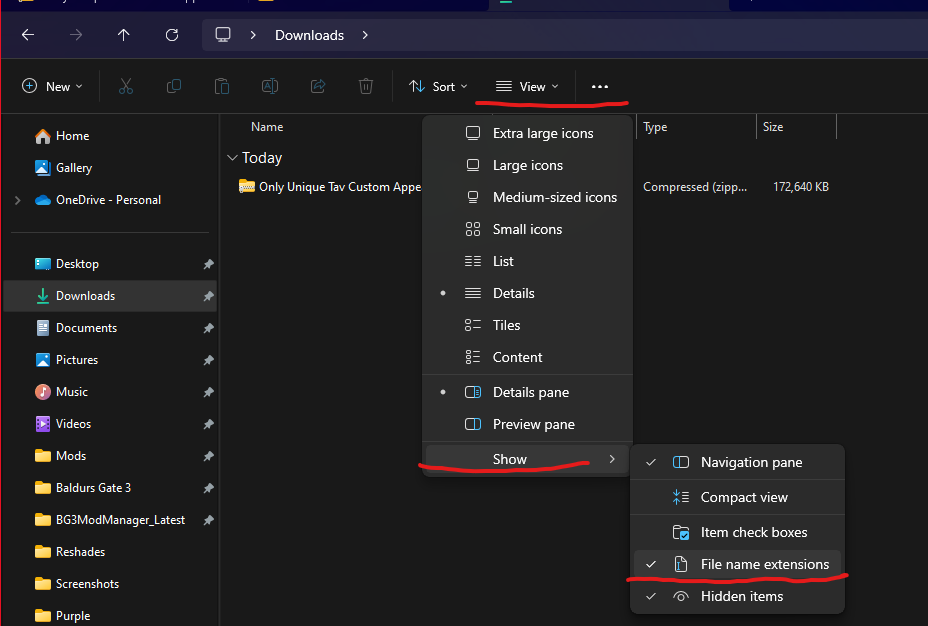 Downloads
New
Sort
View
Name
Type
Size
Home
Gallery
OneDrive - Personal
Today
Only Unique Tav Custom Appe
Compressed (zipp...
172,640 KB
Desktop
Downloads
Documents
Pictures
Music
Videos
Mods
Baldurs Gate 3
BG3ModManager_Latest
Reshades
Screenshots
Purple
Extra large icons
Large icons
Medium-sized icons
Small icons
List
Details
Tiles
Content
Details pane
Preview pane
Show
Navigation pane
Compact view
Item check boxes
File name extensions
Hidden items